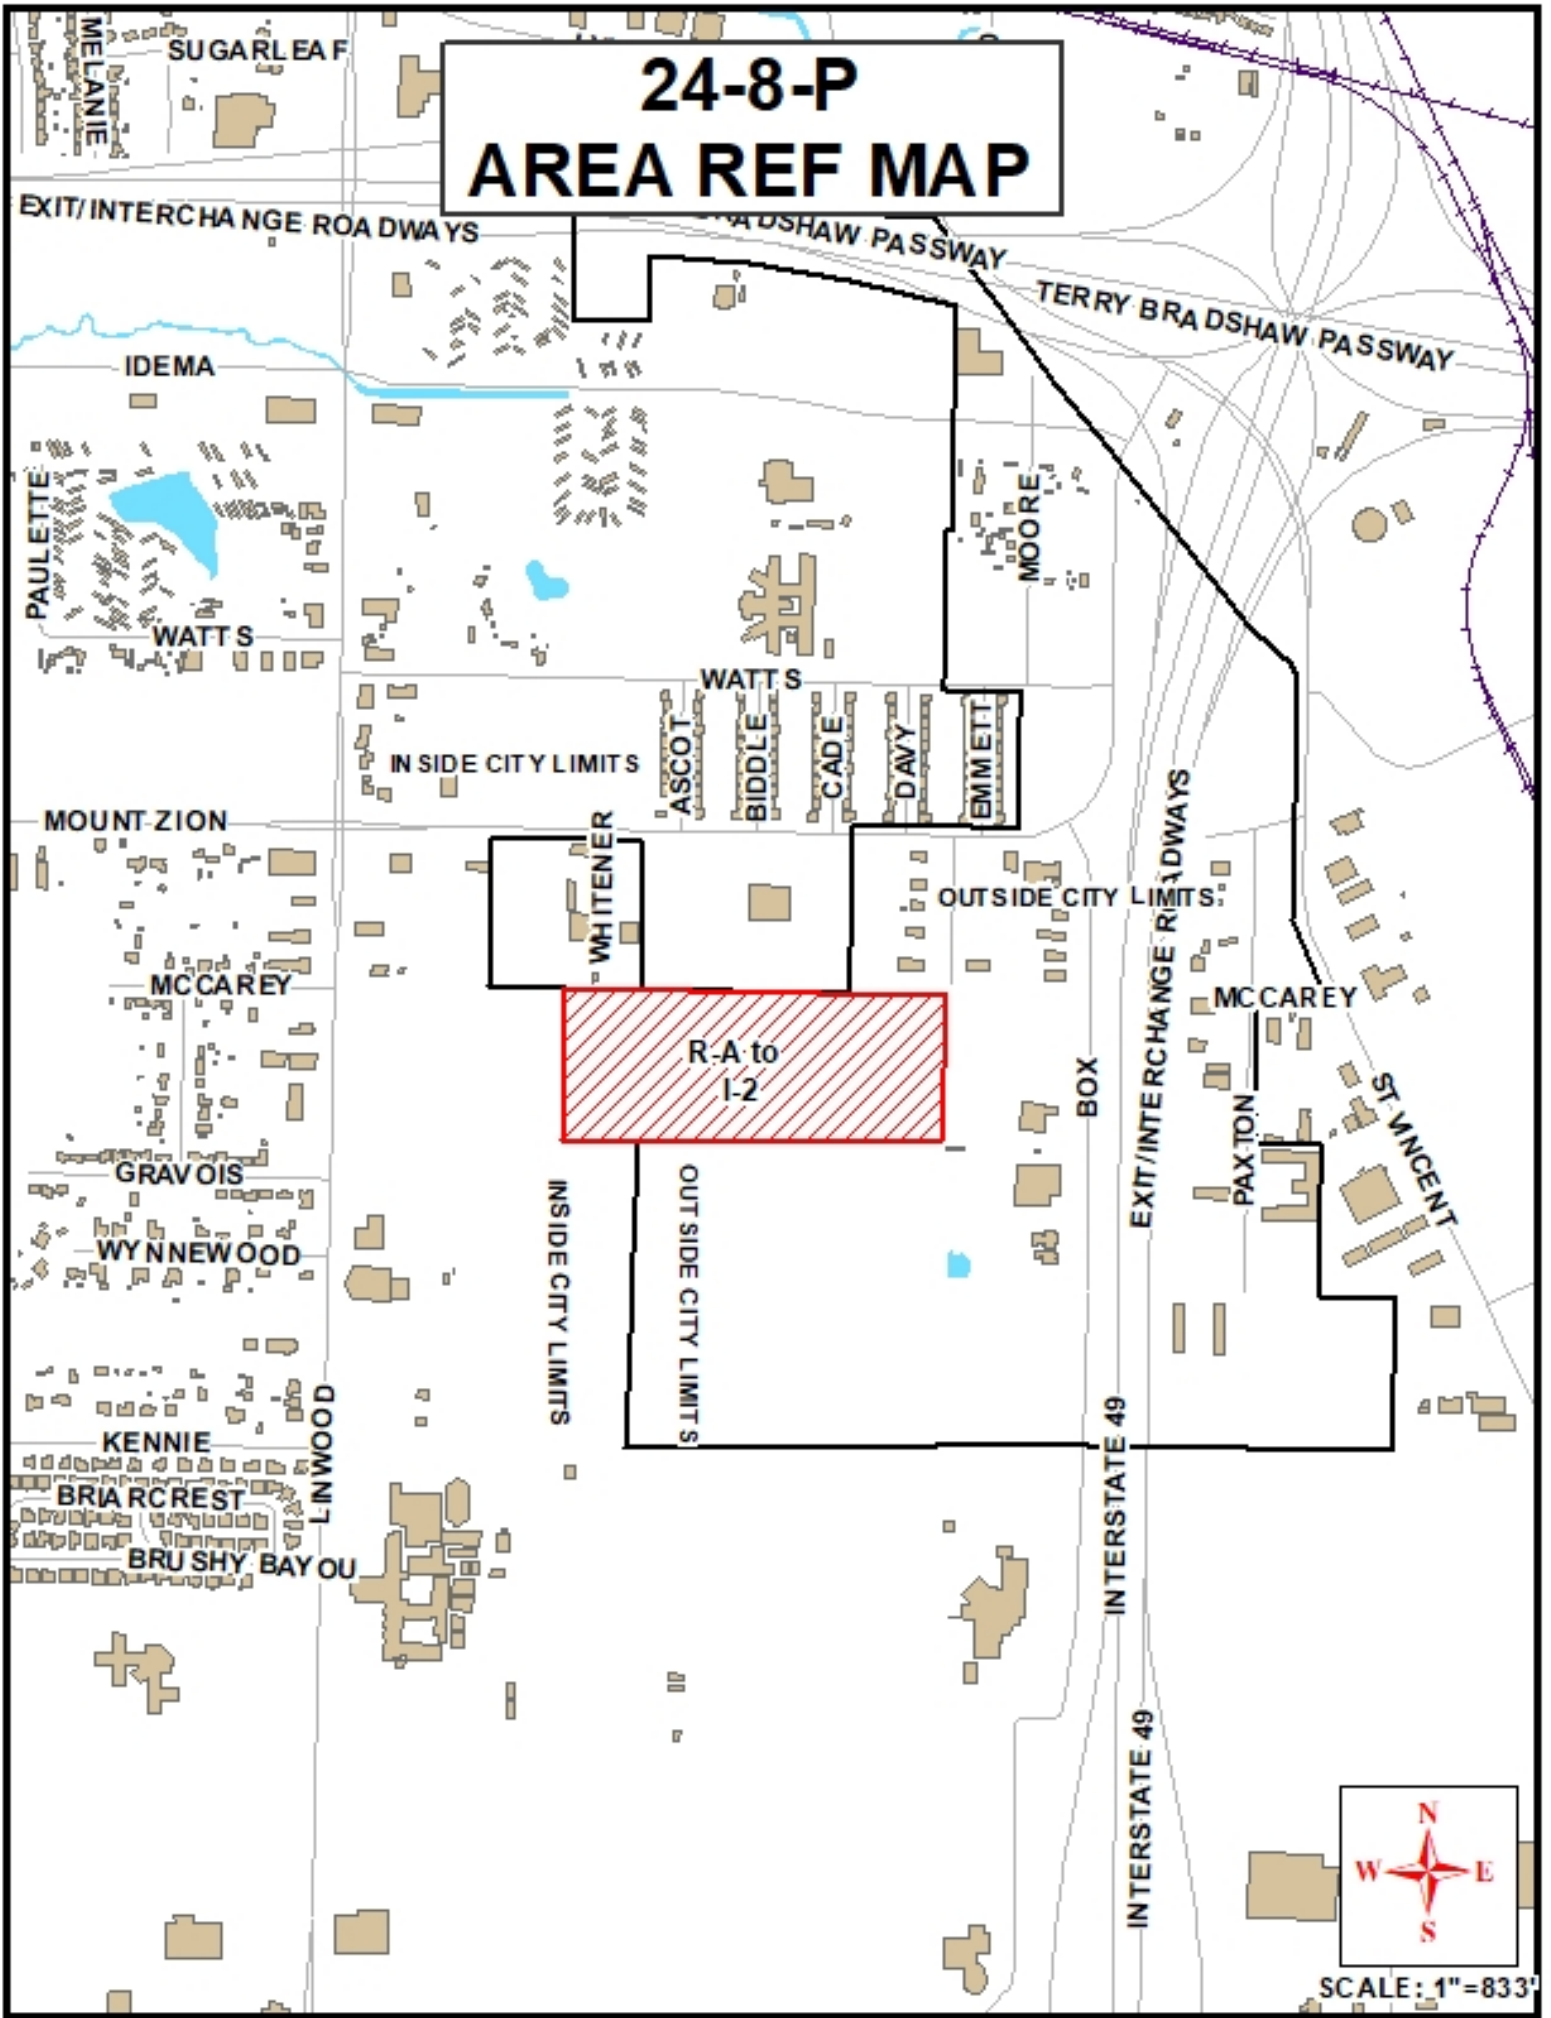 24-8-P
AREA REF MAP
MELANIE
SUGARLEAF
EXIT/INTERCHANGE ROADWAYS
BRADSHAW PASSWAY
TERRY BRADSHAW PASSWAY
IDEMA
PAULETTE
MOORE
WATTS
WATTS
INSIDE CITY LIMITS
ASCOT
BIDDLE
CADE
DAVY
EMMETT
MOUNT ZION
WHITENER
OUTSIDE CITY LIMITS
EXIT/INTERCHANGE ROADWAYS
MCCAREY
MCCAREY
R-A to
I-2
BOX
PAXTON
ST VINCENT
GRAVOIS
INSIDE CITY LIMITS
OUTSIDE CITY LIMITS
WYNNEWOOD
LINWOOD
KENNIE
BRIARCREST
BRUSHY BAYOU
INTERSTATE 49
INTERSTATE 49
N
W
E
S
SCALE: 1"=833'